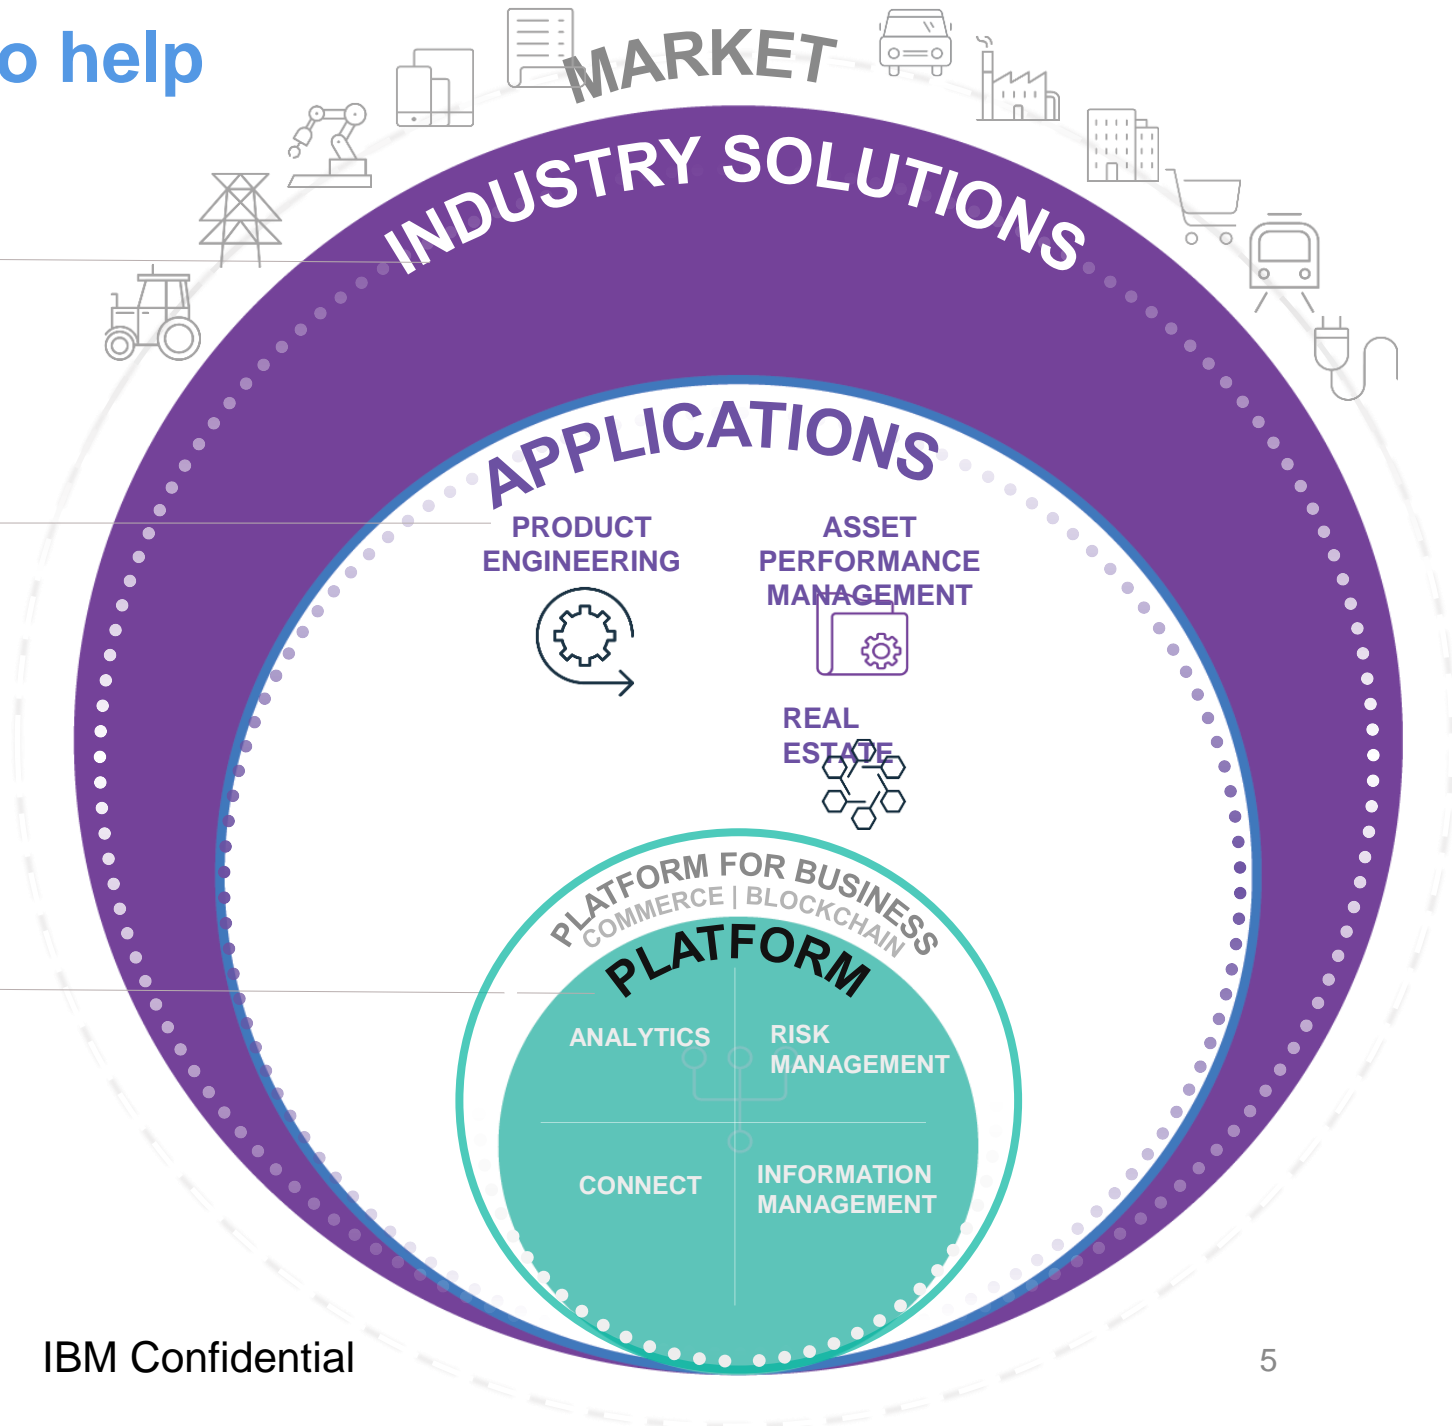 o help
MARKET
INDUSTRY SOLUTIONS
APPLICATIONS
PRODUCT
ENGINEERING
ASSET
PERFORMANCE
MANAGEMENT
REAL
ESTATE
PLATFORM FOR BUSINESS
COMMERCE | BLOCKCHAIN
PLATFORM
ANALYTICS
RISK
MANAGEMENT
CONNECT
INFORMATION
MANAGEMENT
IBM Confidential
5